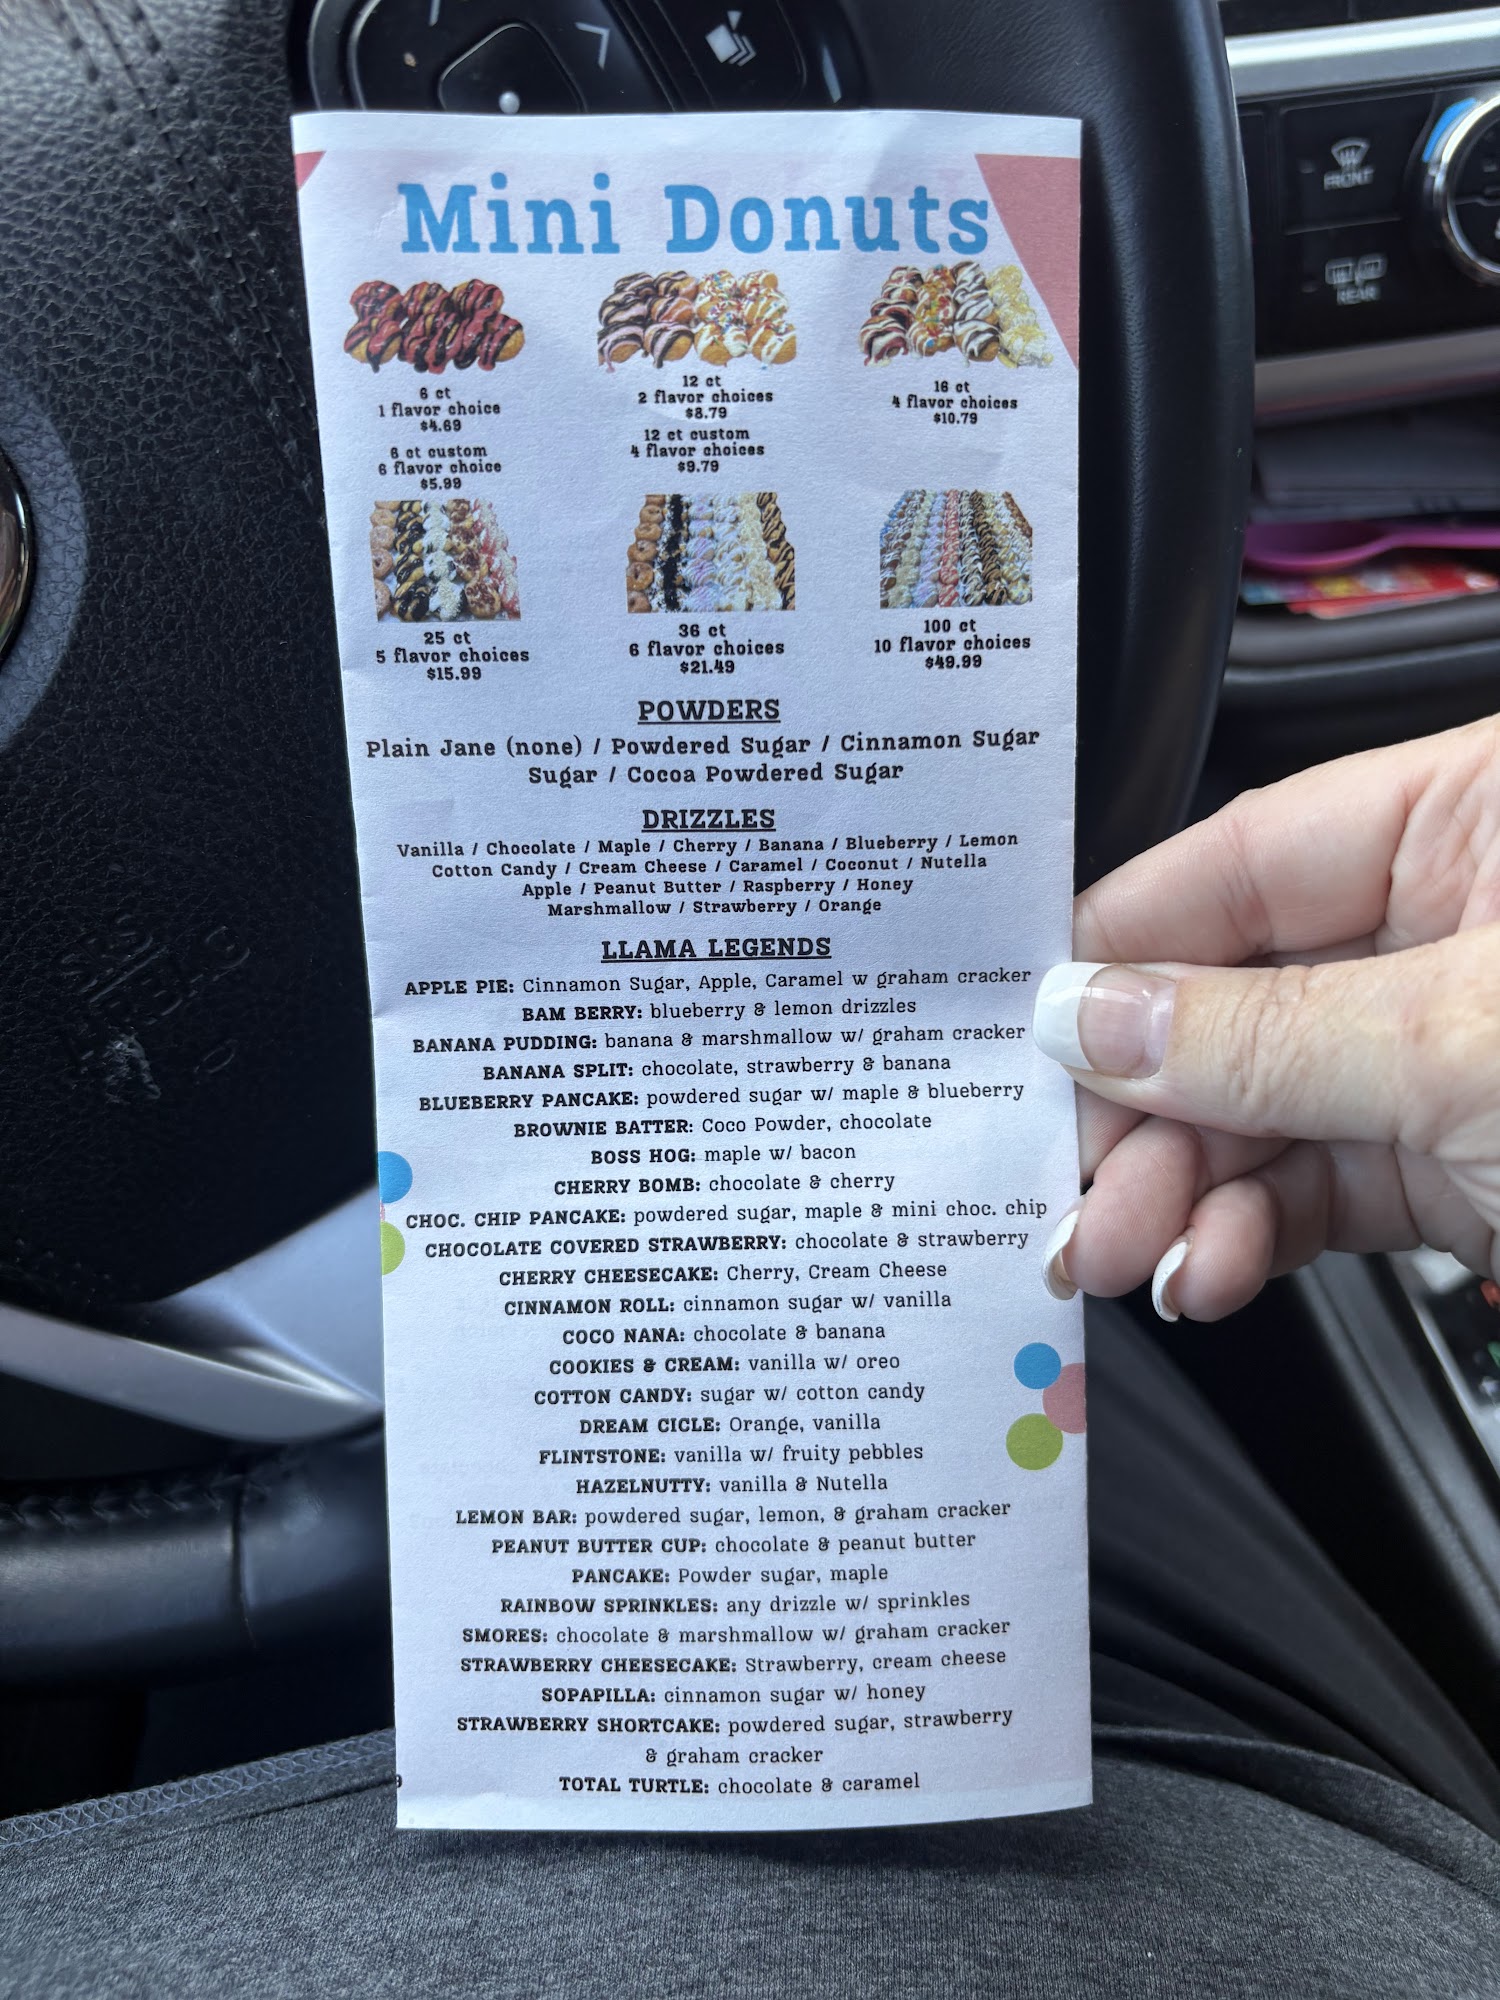 FRONT
REAR
Mini Donuts
6 ct
1 flavor choice
$4.69
6 ct custom
6 flavor choice
$5.99
12 ct
2 flavor choices
$8.79
12 ct custom
4 flavor choices
$9.79
16 ct
4 flavor choices
$10.79
25 ct
5 flavor choices
$15.99
36 ct
6 flavor choices
$21.49
100 ct
10 flavor choices
$49.99
POWDERS
Plain Jane (none) / Powdered Sugar / Cinnamon Sugar
Sugar / Cocoa Powdered Sugar
DRIZZLES
Vanilla / Chocolate / Maple / Cherry / Banana / Blueberry / Lemon
Cotton Candy / Cream Cheese / Caramel / Coconut / Nutella
Apple / Peanut Butter / Raspberry / Honey
Marshmallow / Strawberry / Orange
LLAMA LEGENDS
APPLE PIE: Cinnamon Sugar, Apple, Caramel w graham cracker
BAM BERRY: blueberry & lemon drizzles
BANANA PUDDING: banana & marshmallow w/ graham cracker
BANANA SPLIT: chocolate, strawberry & banana
BLUEBERRY PANCAKE: powdered sugar w/ maple & blueberry
BROWNIE BATTER: Coco Powder, chocolate
BOSS HOG: maple w/ bacon
CHERRY BOMB: chocolate & cherry
CHOC. CHIP PANCAKE: powdered sugar, maple & mini choc. chip
CHOCOLATE COVERED STRAWBERRY: chocolate & strawberry
CHERRY CHEESECAKE: Cherry, Cream Cheese
CINNAMON ROLL: cinnamon sugar w/ vanilla
COCO NANA: chocolate & banana
COOKIES & CREAM: vanilla w/ oreo
COTTON CANDY: sugar w/ cotton candy
DREAM CICLE: Orange, vanilla
FLINTSTONE: vanilla w/ fruity pebbles
HAZELNUTTY: vanilla & Nutella
LEMON BAR: powdered sugar, lemon, & graham cracker
PEANUT BUTTER CUP: chocolate & peanut butter
PANCAKE: Powder sugar, maple
RAINBOW SPRINKLES: any drizzle w/ sprinkles
SMORES: chocolate & marshmallow w/ graham cracker
STRAWBERRY CHEESECAKE: Strawberry, cream cheese
SOPAPILLA: cinnamon sugar w/ honey
STRAWBERRY SHORTCAKE: powdered sugar, strawberry
& graham cracker
TOTAL TURTLE: chocolate & caramel